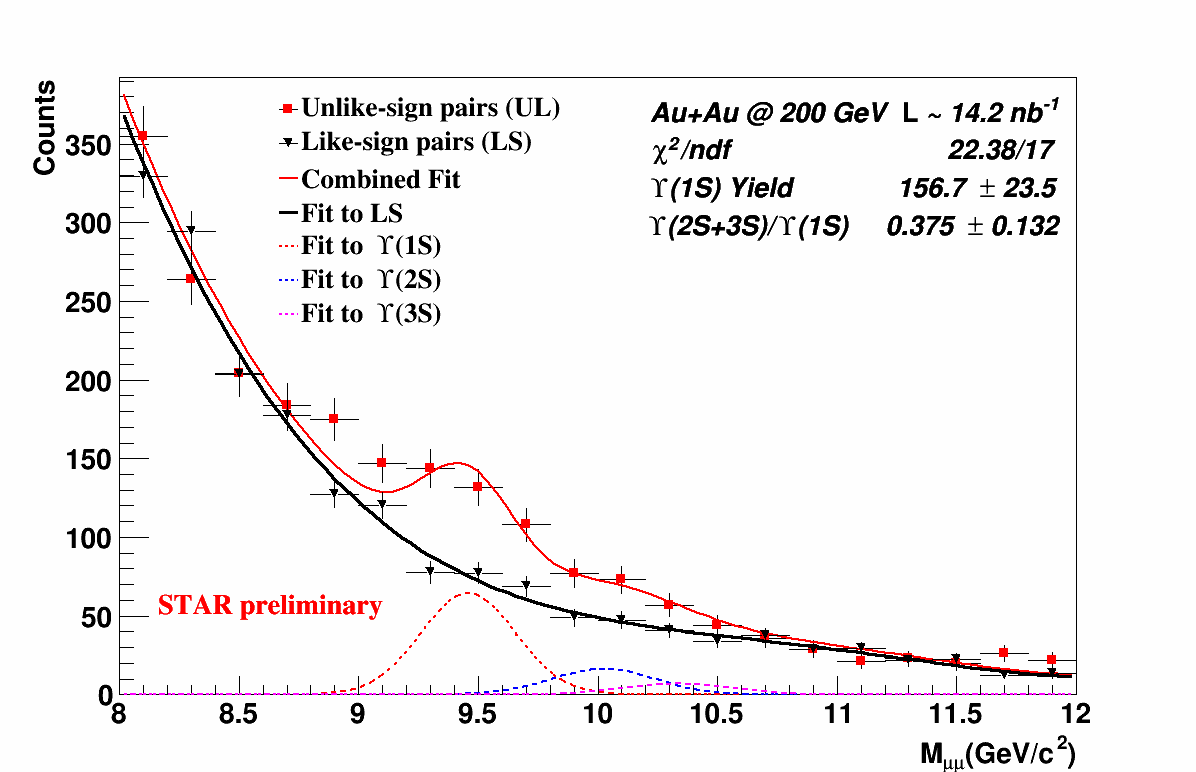 Counts
350
300
250
200
150
100
50
0
Unlike-sign pairs (UL)
Like-sign pairs (LS)
Combined Fit
Fit to LS
Fit to ϒ(1S)
Fit to ϒ(2S)
Fit to ϒ(3S)
Au+Au @ 200 GeV L ~ 14.2 nb⁻¹
χ²/ndf 22.38/17
ϒ(1S) Yield 156.7 ± 23.5
ϒ(2S+3S)/ϒ(1S) 0.375 ± 0.132
STAR preliminary
8 8.5 9 9.5 10 10.5 11 11.5 12
Mμμ(GeV/c²)